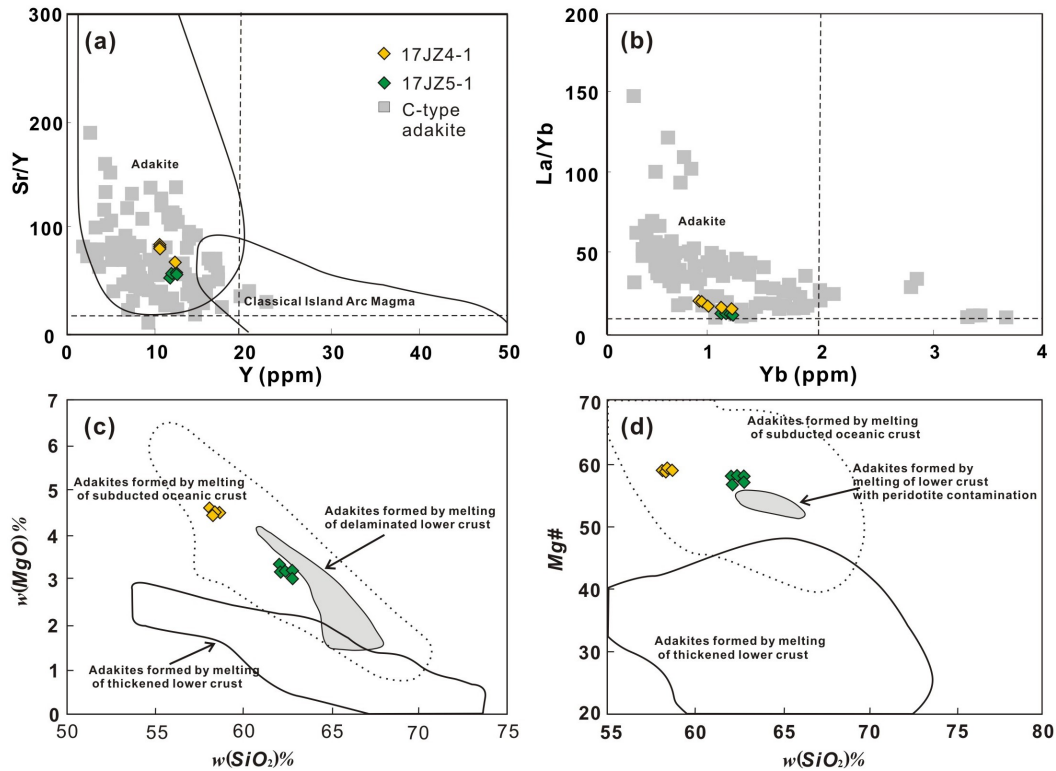 300
(a)
17JZ4-1
17JZ5-1
C-type
adakite
200
Adakite
Sr/Y
100
Classical Island Arc Magma
0
0 10 20 30 40 50
Y (ppm)
200
(b)
150
La/Yb
100
Adakite
50
0
0 1 2 3 4
Yb (ppm)
7
(c)
6
5
Adakites formed by melting
of subducted oceanic crust
Adakites formed by melting
of delaminated lower crust
4
w(MgO)%
3
2
1
Adakites formed by melting
of thickened lower crust
0
50 55 60 65 70 75
w(SiO₂)%
70
(d)
Adakites formed by melting
of subducted oceanic crust
60
Adakites formed by
melting of lower crust
with peridotite contamination
50
Mg#
40
30
Adakites formed by melting
of thickened lower crust
20
55 60 65 70 75 80
w(SiO₂)%